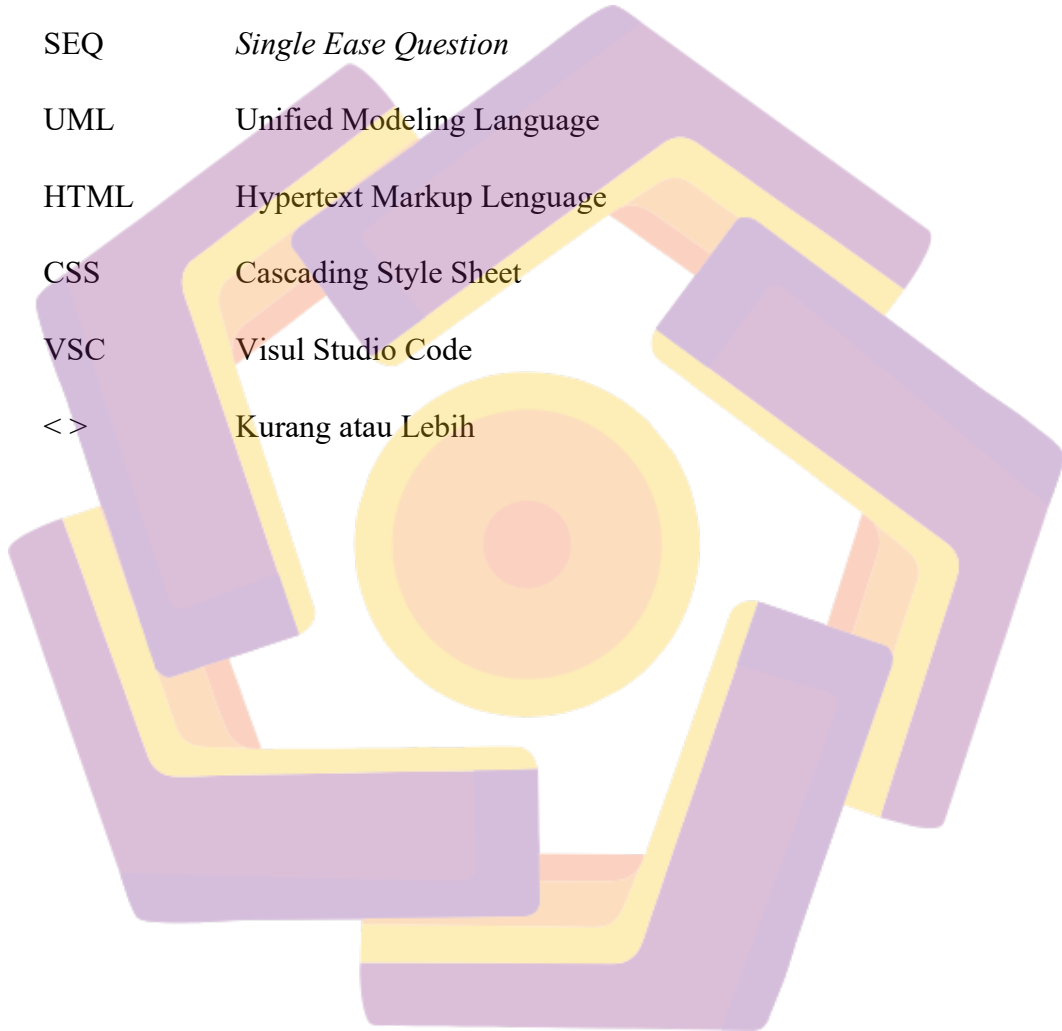 SEQ Single Ease Question
UML Unified Modeling Language
HTML Hypertext Markup Lenguage
CSS Cascading Style Sheet
VSC Visul Studio Code
< > Kurang atau Lebih